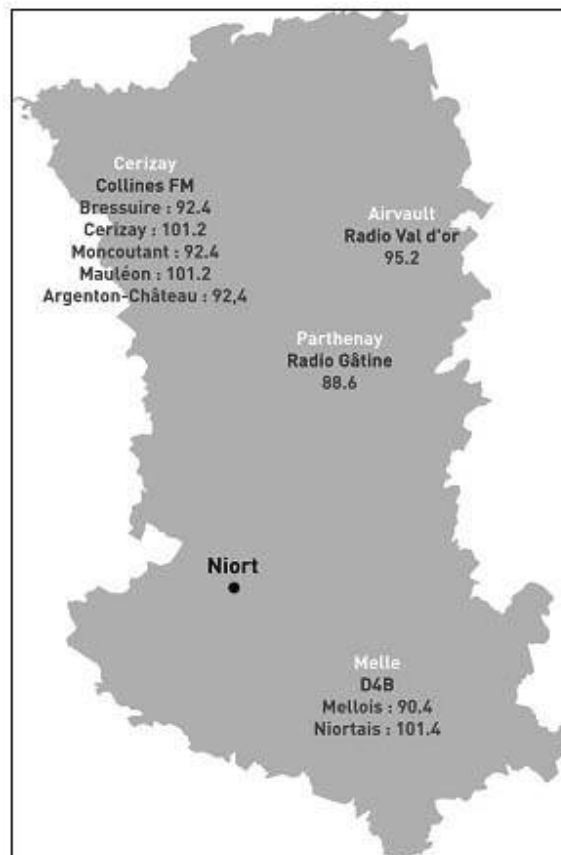 Cerizay
Collines FM
Bressuire : 92.4
Cerizay : 101.2
Moncoutant : 92.4
Mauléon : 101.2
Argenton-Château : 92,4
Airvault
Radio Val d'or
95.2
Parthenay
Radio Gâtine
88.6
Niort
Melle
D4B
Mellois : 90.4
Niortais : 101.4